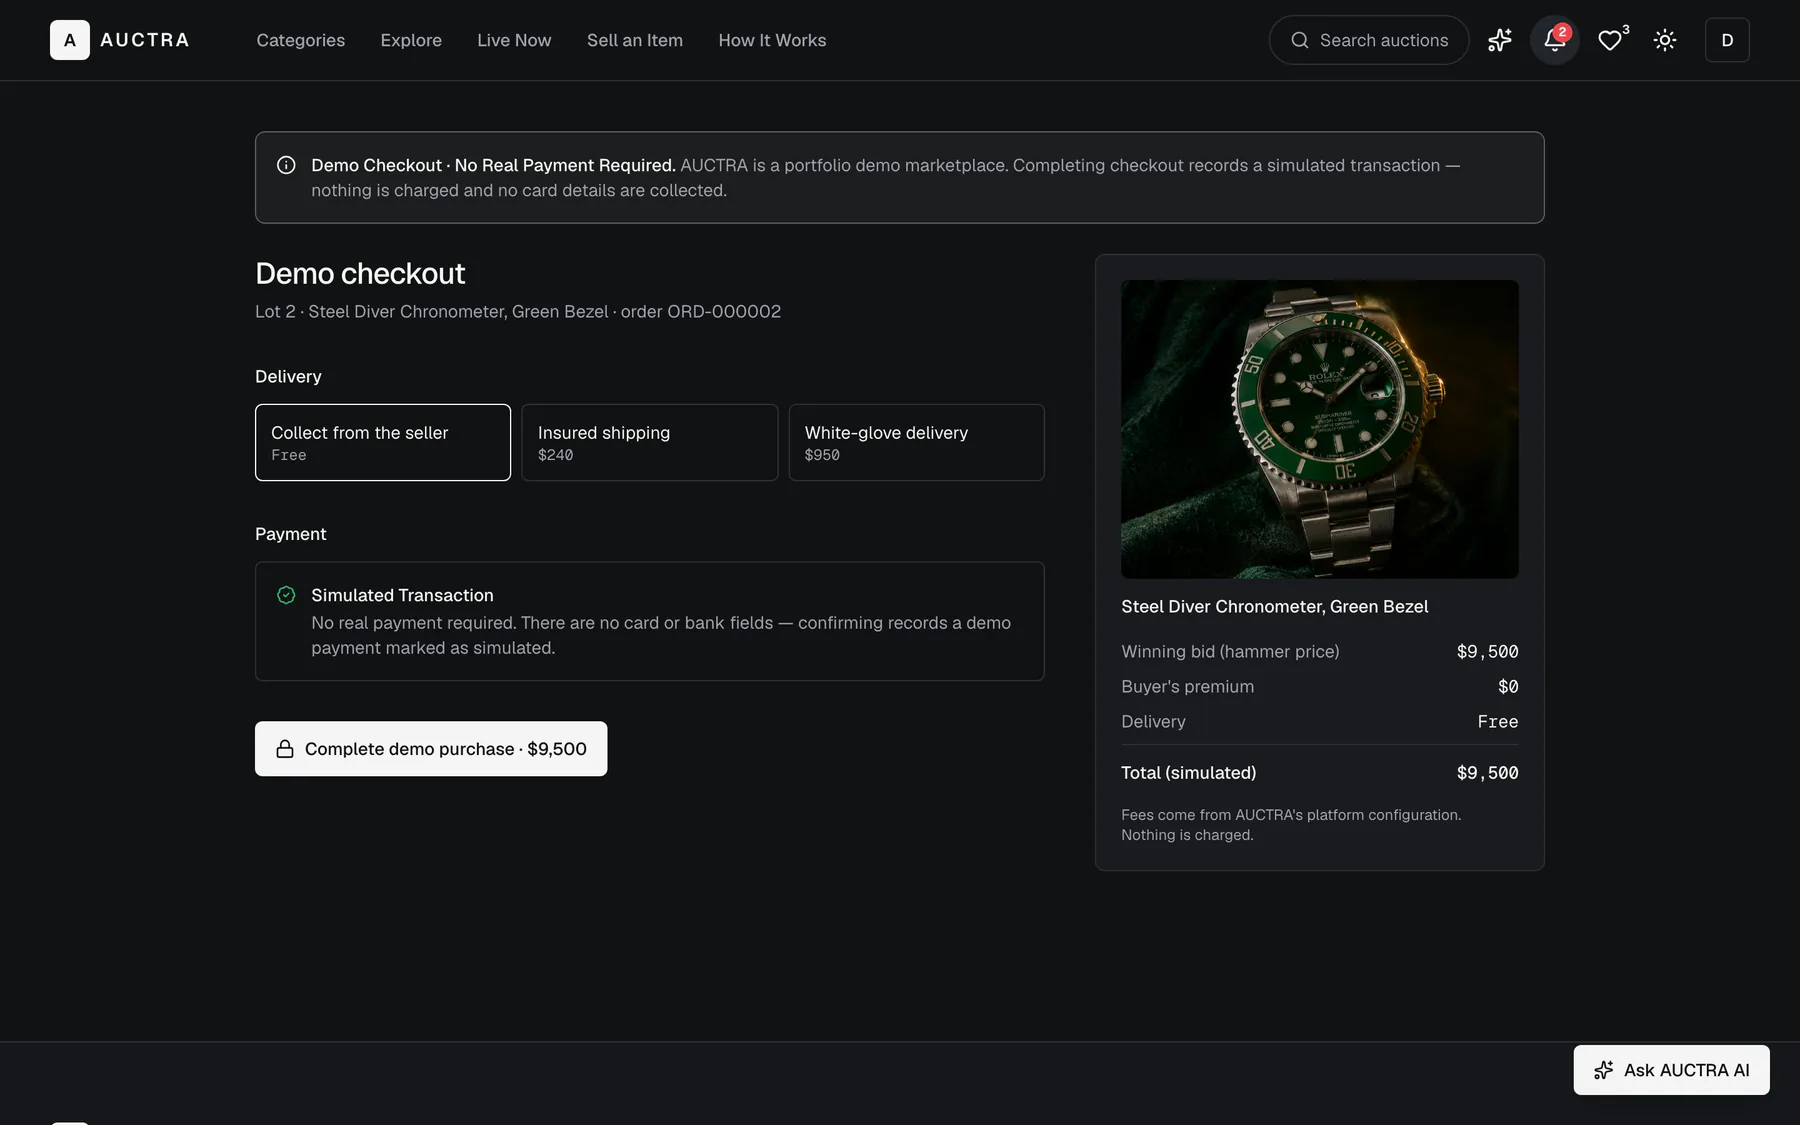 A AUCTRA
Categories
Explore
Live Now
Sell an Item
How It Works
Search auctions
2
3
D
Demo Checkout · No Real Payment Required. AUCTRA is a portfolio demo marketplace. Completing checkout records a simulated transaction —
nothing is charged and no card details are collected.
Demo checkout
Lot 2 · Steel Diver Chronometer, Green Bezel · order ORD-000002
Delivery
Collect from the seller
Free
Insured shipping
$240
White-glove delivery
$950
Payment
Simulated Transaction
No real payment required. There are no card or bank fields — confirming records a demo
payment marked as simulated.
Complete demo purchase · $9,500
ROLEX
SUBMARINER
50
10
20
30
40
Steel Diver Chronometer, Green Bezel
Winning bid (hammer price) $9,500
Buyer's premium $0
Delivery Free
Total (simulated) $9,500
Fees come from AUCTRA's platform configuration.
Nothing is charged.
Ask AUCTRA AI